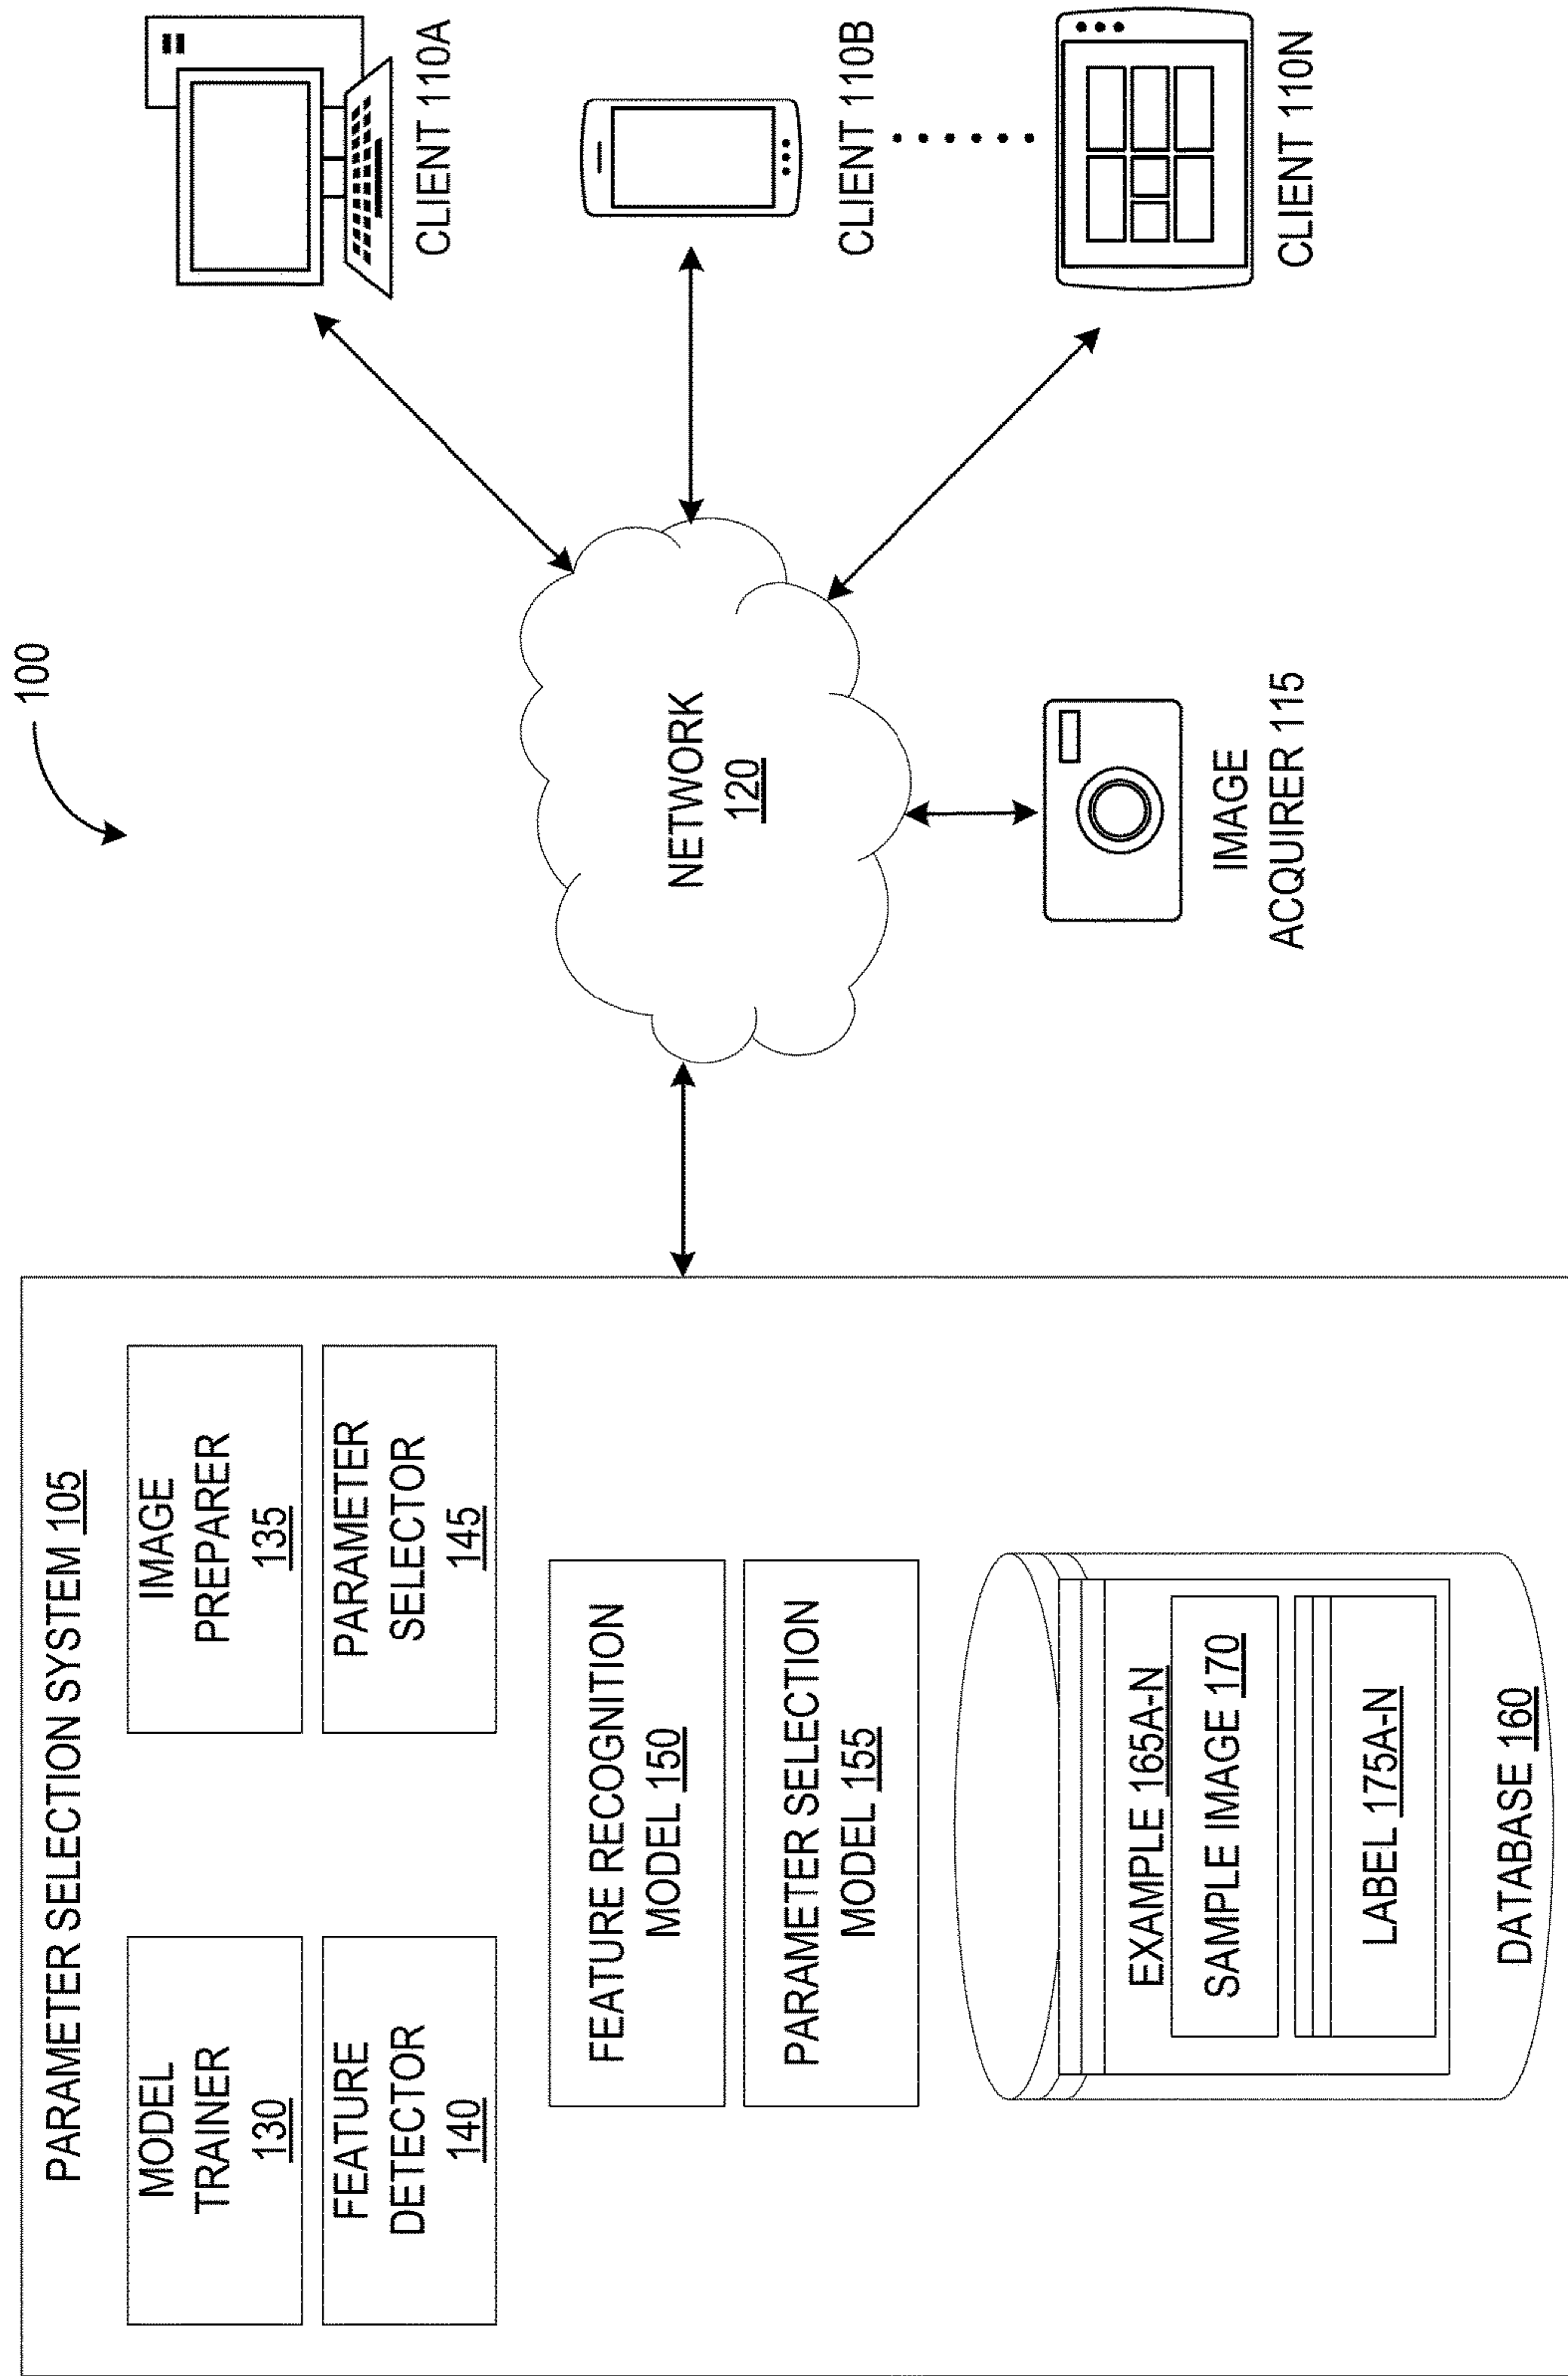 100
PARAMETER SELECTION SYSTEM 105
MODEL
TRAINER
130
IMAGE
PREPARER
135
FEATURE
DETECTOR
140
PARAMETER
SELECTOR
145
FEATURE RECOGNITION
MODEL 150
PARAMETER SELECTION
MODEL 155
EXAMPLE 165A-N
SAMPLE IMAGE 170
LABEL 175A-N
DATABASE 160
NETWORK
120
IMAGE
ACQUIRER 115
CLIENT 110A
CLIENT 110B
CLIENT 110N